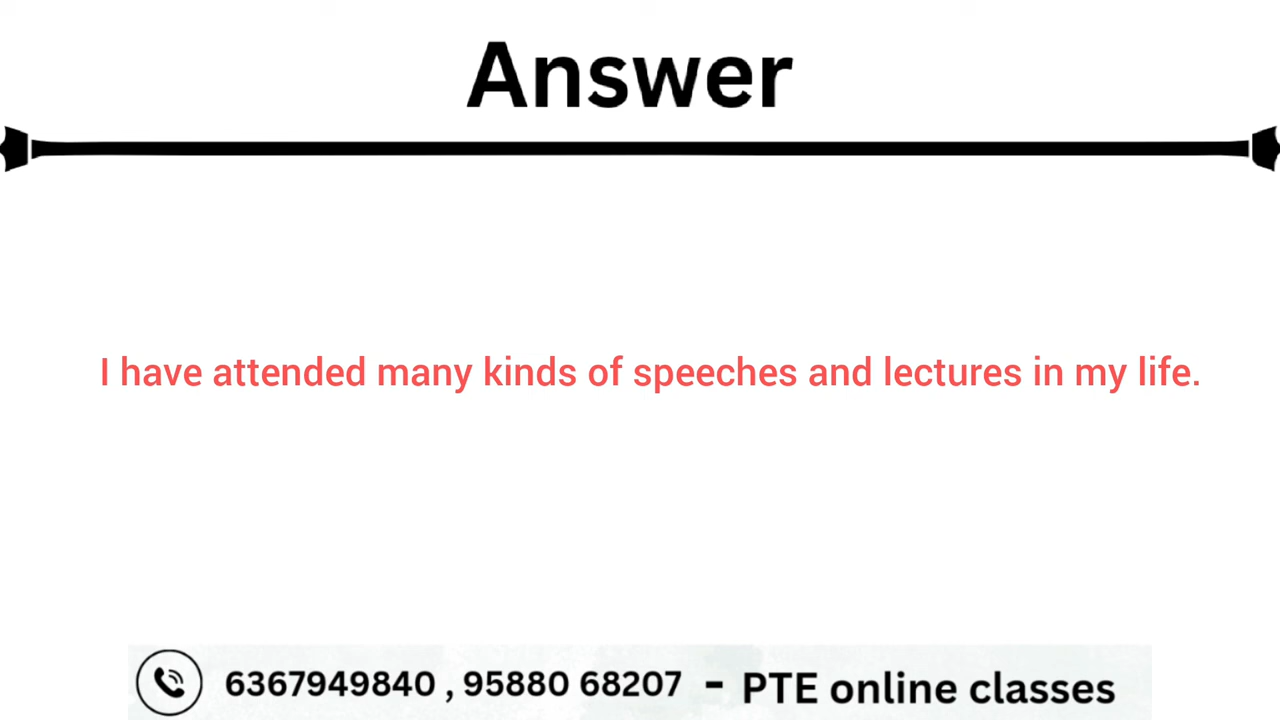 Answer
I have attended many kinds of speeches and lectures in my life.
6367949840 , 95880 68207 - PTE online classes